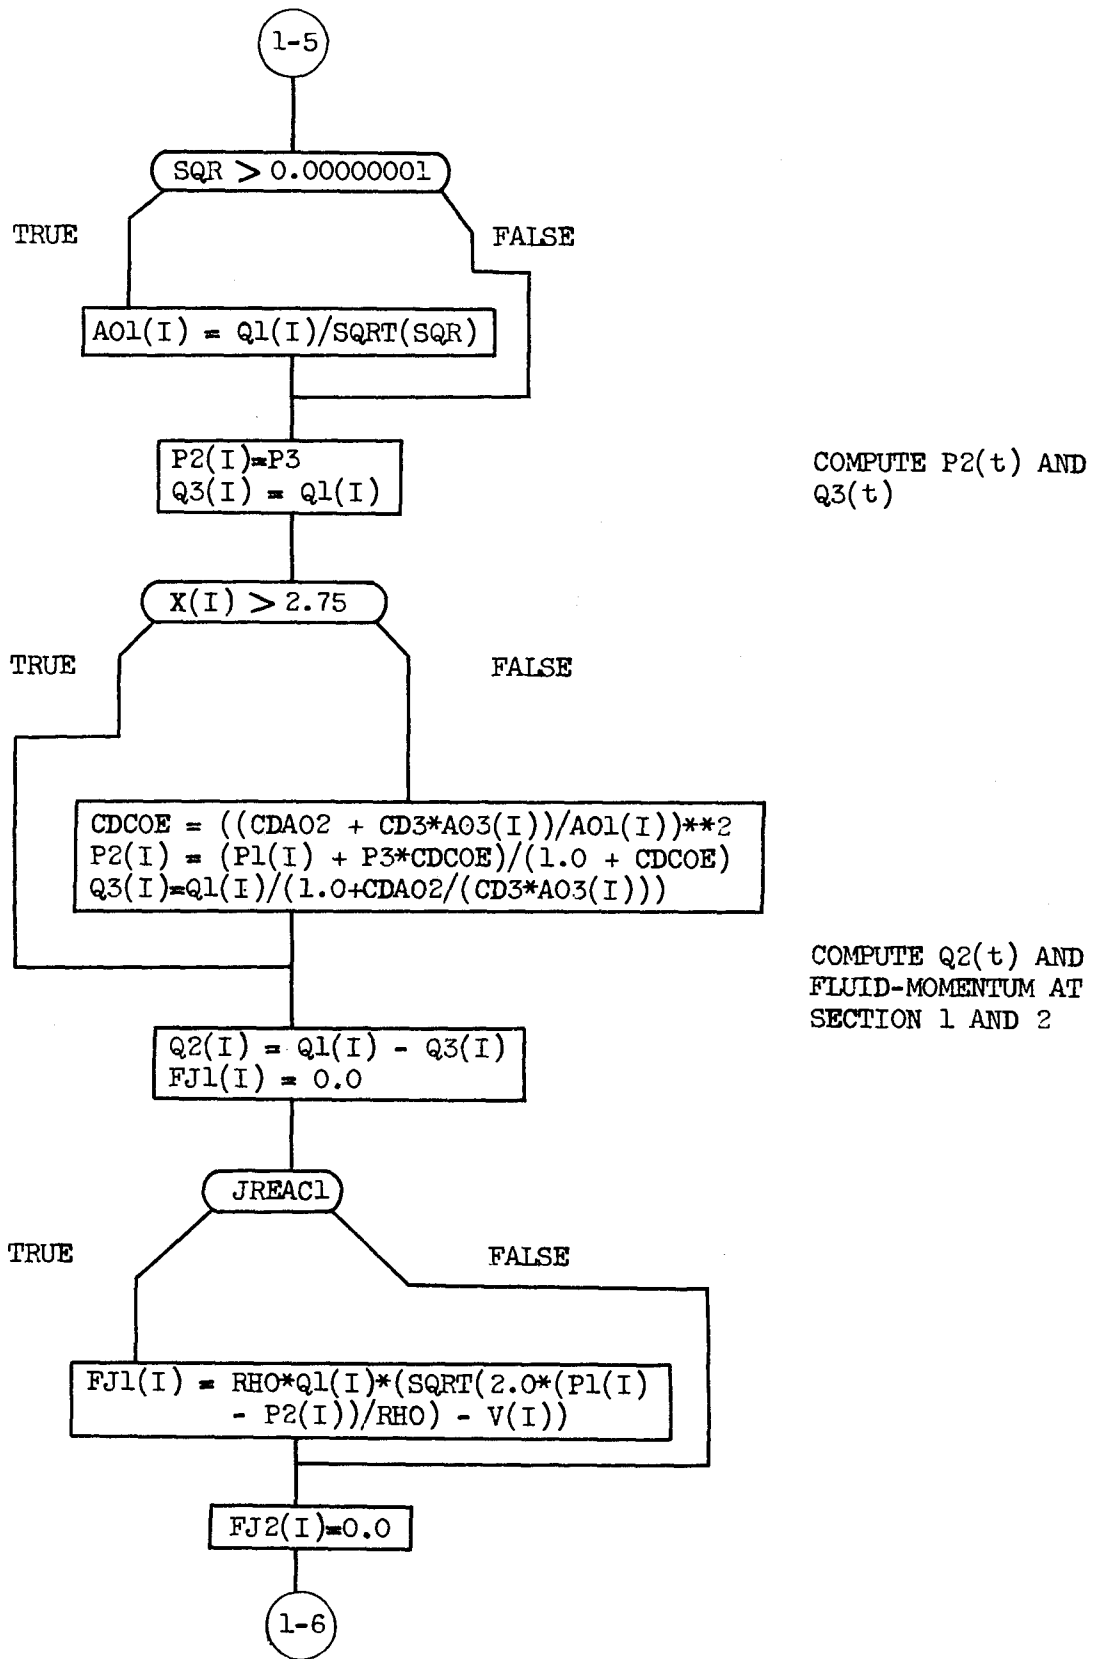 1-5
SQR > 0.00000001
TRUE
FALSE
AO1(I) = Q1(I)/SQRT(SQR)
P2(I)=P3
Q3(I) = Q1(I)
COMPUTE P2(t) AND
Q3(t)
X(I) > 2.75
TRUE
FALSE
CDCOE = ((CDAO2 + CD3*AO3(I))/AO1(I))**2
P2(I) = (P1(I) + P3*CDCOE)/(1.0 + CDCOE)
Q3(I)=Q1(I)/(1.0+CDAO2/(CD3*AO3(I)))
COMPUTE Q2(t) AND
FLUID-MOMENTUM AT
SECTION 1 AND 2
Q2(I) = Q1(I) - Q3(I)
FJ1(I) = 0.0
JREAC1
TRUE
FALSE
FJ1(I) = RHO*Q1(I)*(SQRT(2.0*(P1(I)
- P2(I))/RHO) - V(I))
FJ2(I)=0.0
1-6